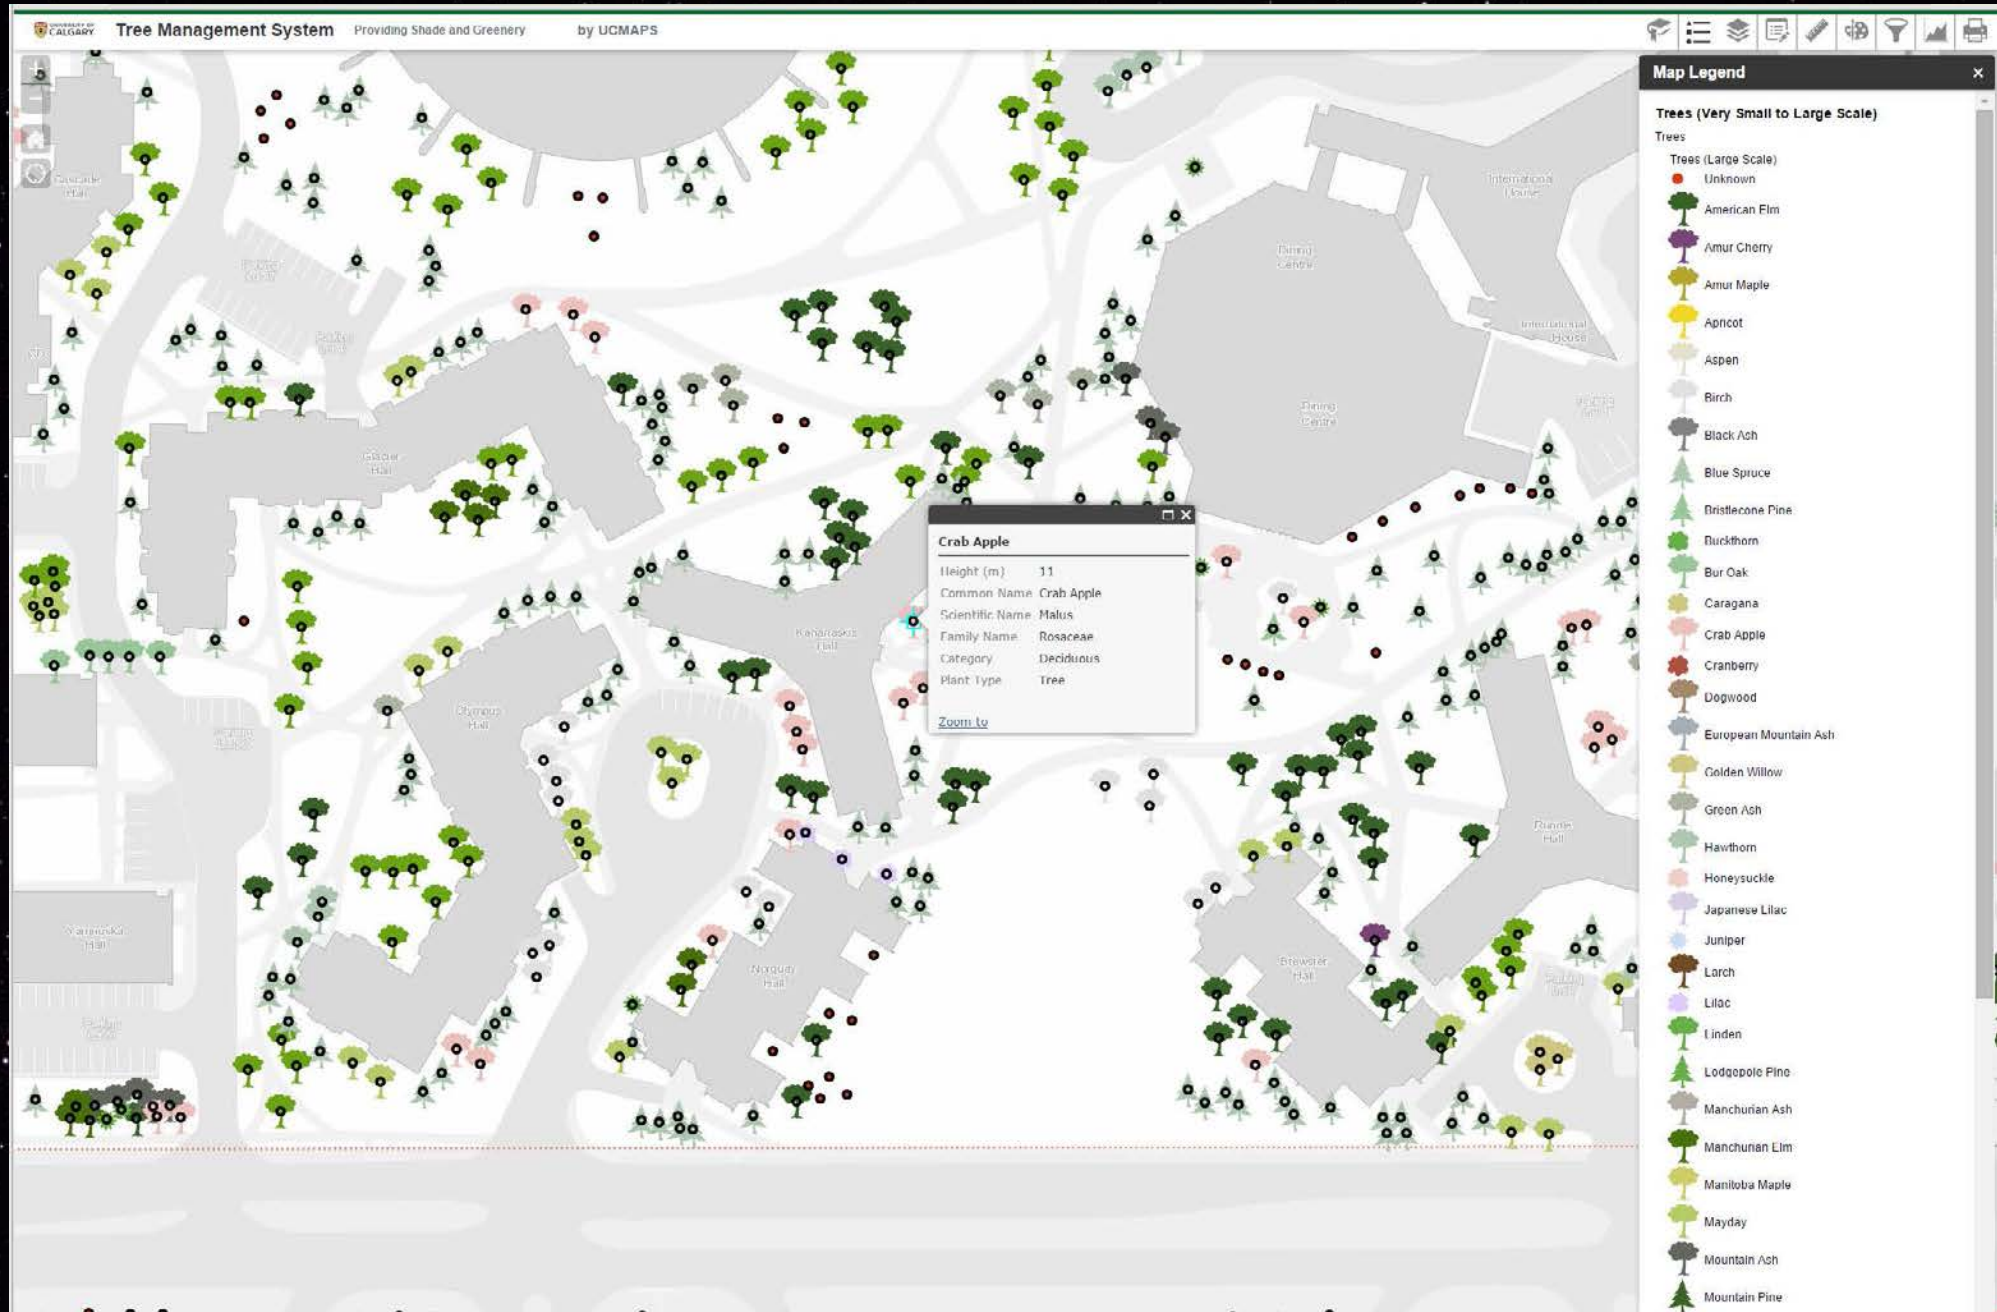 UNIVERSITY OF
CALGARY
Tree Management System
Providing Shade and Greenery
by UCMAPS
Map Legend
Trees (Very Small to Large Scale)
Trees
Trees (Large Scale)
Unknown
American Elm
Amur Cherry
Amur Maple
Apricot
Aspen
Birch
Black Ash
Blue Spruce
Bristlecone Pine
Buckthorn
Bur Oak
Caragana
Crab Apple
Cranberry
Dogwood
European Mountain Ash
Golden Willow
Green Ash
Hawthorn
Honeysuckle
Japanese Lilac
Juniper
Larch
Lilac
Linden
Lodgepole Pine
Manchurian Ash
Manchurian Elm
Manitoba Maple
Mayday
Mountain Ash
Mountain Pine
Cascade
Hall
International
House
Dining
Centre
International
House
Dining
Centre
Glacier
Hall
Crab Apple
Height (m) 11
Common Name Crab Apple
Scientific Name Malus
Family Name Rosaceae
Category Deciduous
Plant Type Tree
Zoom to
Kananaskis
Hall
Olympus
Hall
Rundle
Hall
Yamnuska
Hall
Norquay
Hall
Brewster
Hall